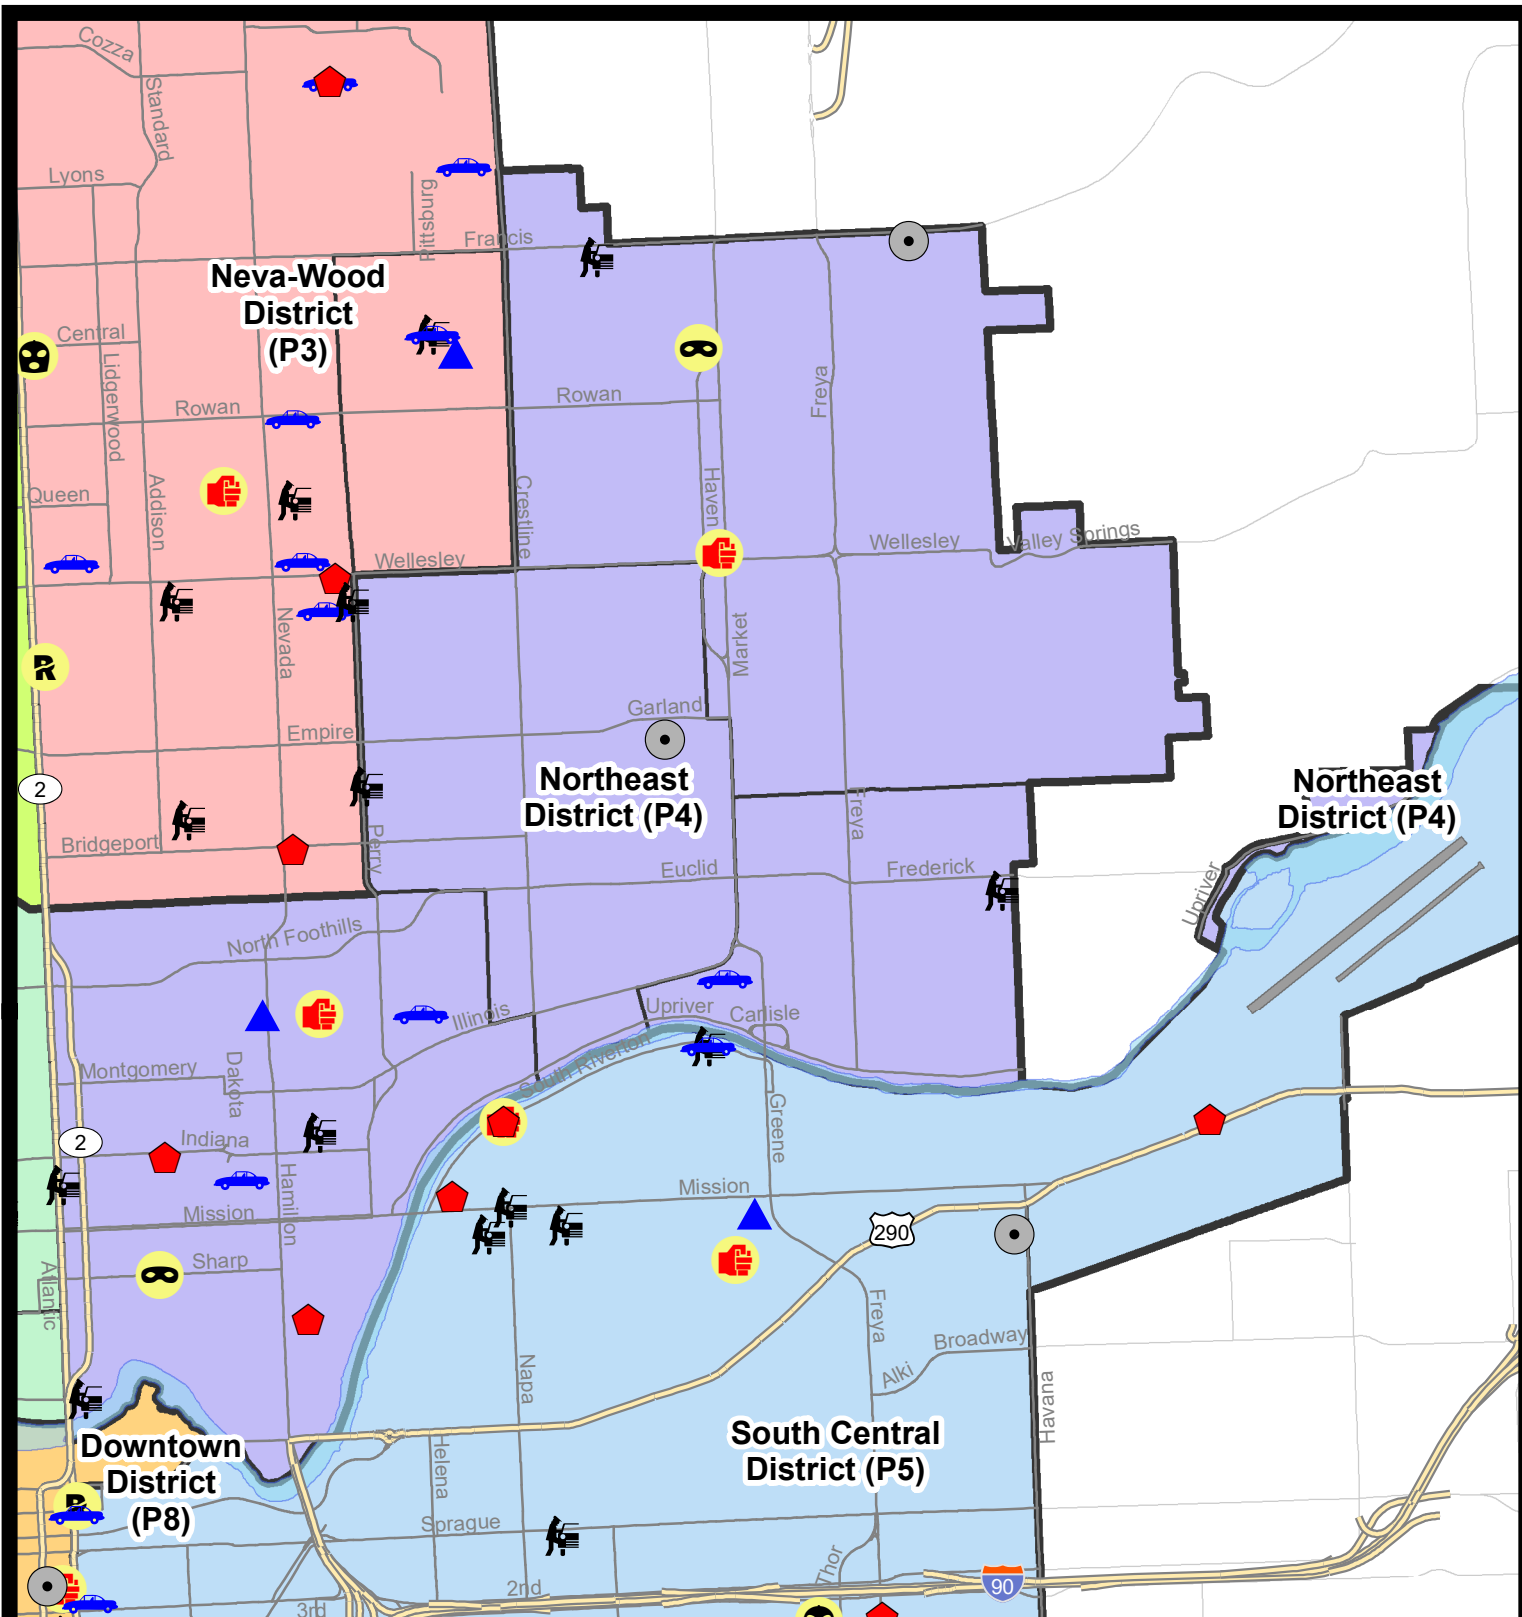 Cozza
Standard
Lyons
Pittsburg
Francis
Neva-Wood
District
(P3)
Central
Lidgerwood
Rowan
Rowan
Freya
Queen
Addison
Haven
Crestline
Wellesley
Wellesley
Valley Springs
Nevada
Market
Garland
Empire
2
Northeast
District (P4)
Northeast
District (P4)
Freya
Bridgeport
Perry
Euclid
Frederick
Upriver
North Foothills
Illinois
Upriver
Carlisle
South Riverton
Montgomery
Dakota
Greene
2
Indiana
Hamilton
Mission
Mission
290
Sharp
Atlantic
Freya
Broadway
Alki
Napa
Havana
South Central
District (P5)
Downtown
District
(P8)
Helena
R
Sprague
Thor
2nd
90
3rd
R